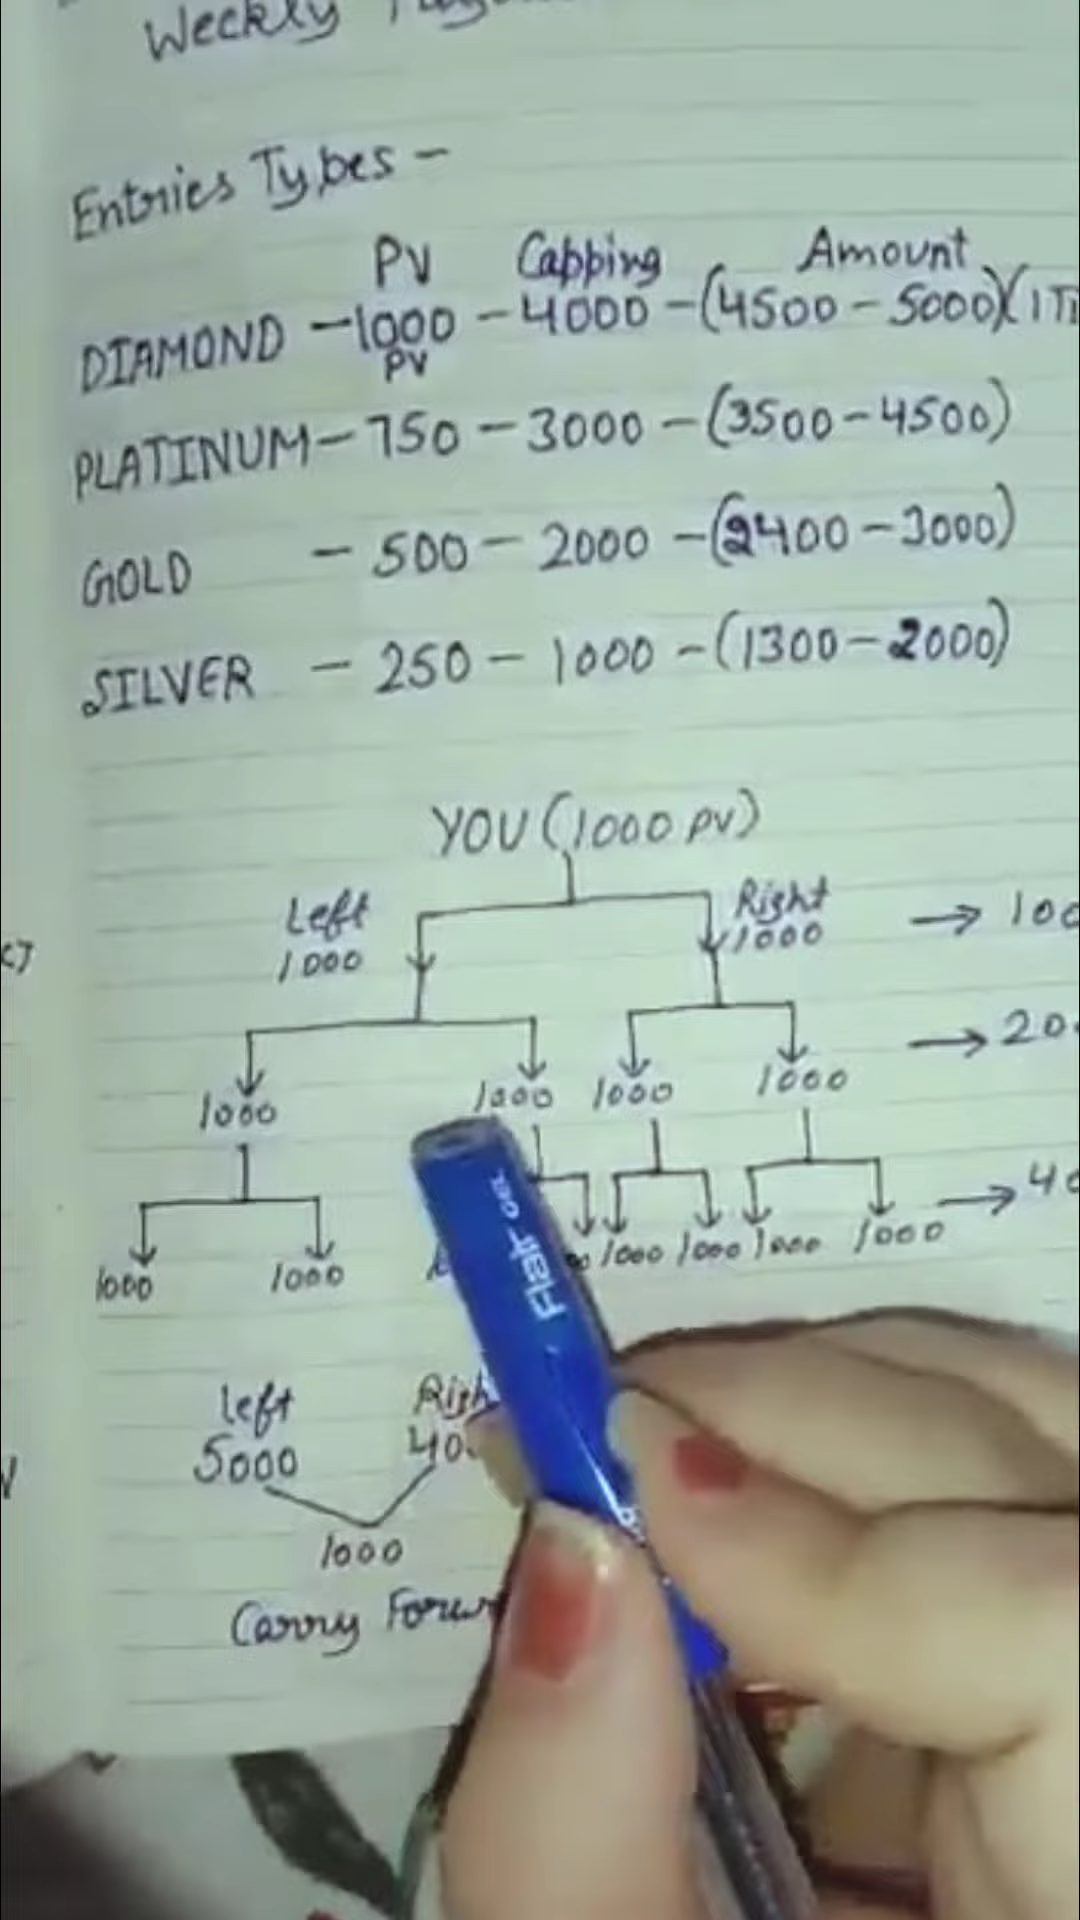 Weekly
Entries Types -
PV Capping Amount
DIAMOND - 1000 - 4000 - (4500 - 5000)
PV
PLATINUM - 750 - 3000 - (3500 - 4500)
GOLD - 500 - 2000 - (2400 - 3000)
SILVER - 250 - 1000 - (1300 - 2000)
YOU (1000 PV)
Left Right
1000 1000
1000 1000 1000 1000
1000 1000 1000 1000 1000 1000
Flair GEL
Left
5000
1000
Carry